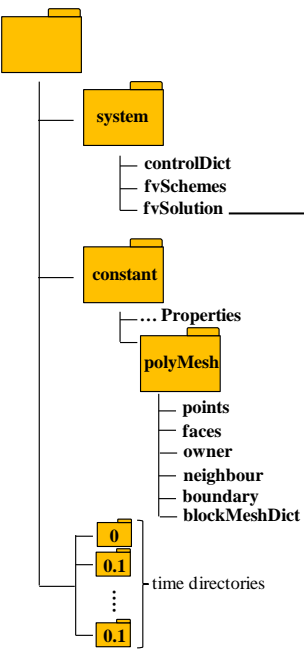 system
controlDict
fvSchemes
fvSolution
constant
... Properties
polyMesh
points
faces
owner
neighbour
boundary
blockMeshDict
0
0.1
time directories
0.1